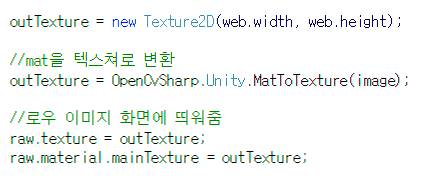 outTexture = new Texture2D(web.width, web.height);
//mat을 텍스쳐로 변환
outTexture = OpenCvSharp.Unity.MatToTexture(image);
//로우 이미지 화면에 띄워줌
raw.texture = outTexture;
raw.material.mainTexture = outTexture;